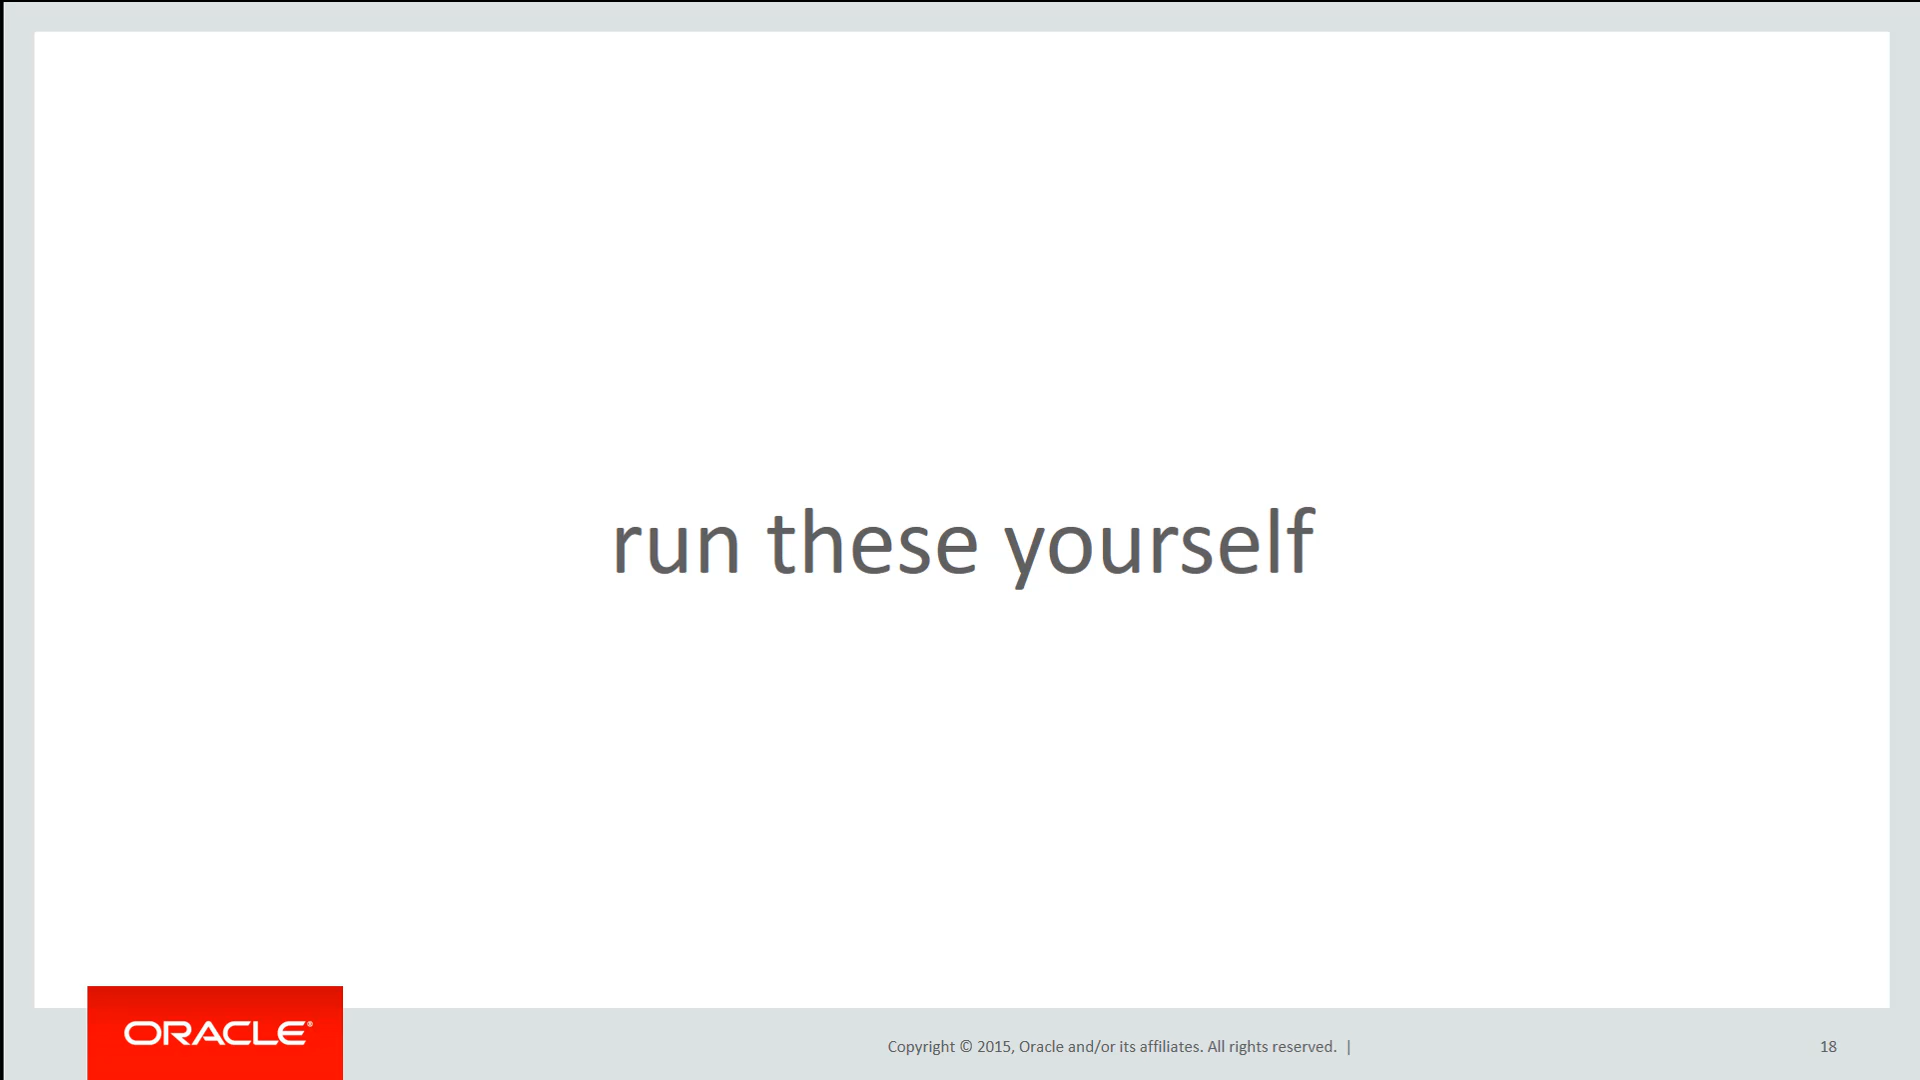 run these yourself
ORACLE®
Copyright © 2015, Oracle and/or its affiliates. All rights reserved. |
18